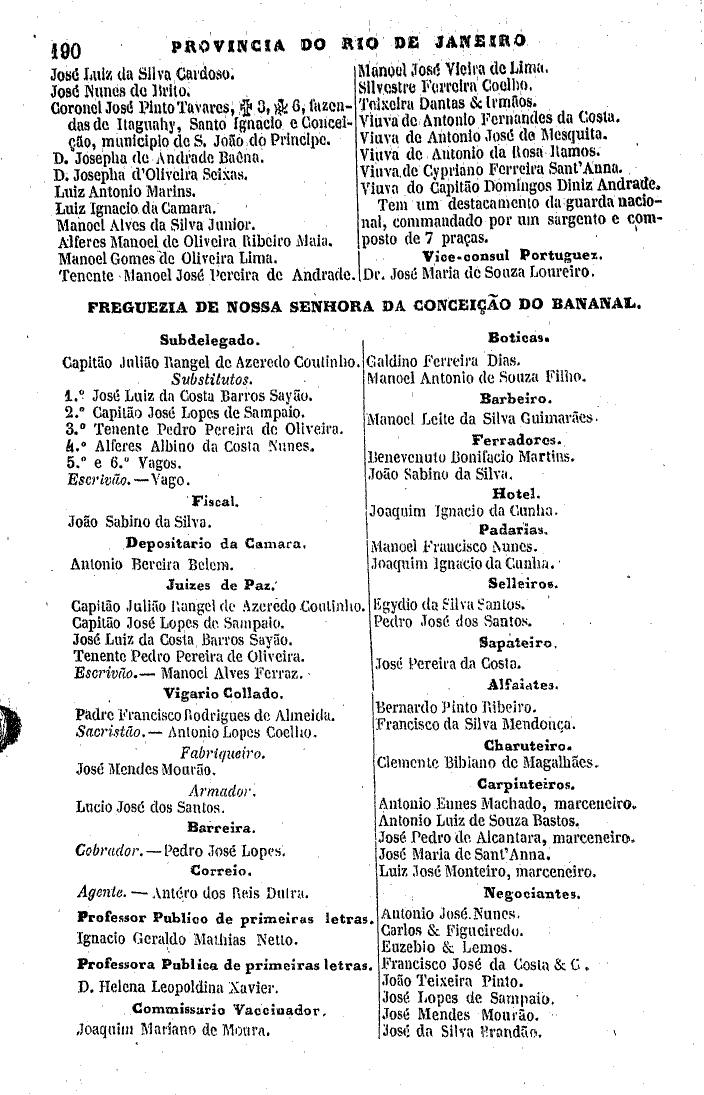 190 PROVINCIA DO RIO DE JANEIRO
José Luiz da Silva Cardoso.
José Nunes de Brito.
Coronel José Pinto Tavares, 3, 6, fazen-
das de Itaguahy, Santo Ignacio e Concei-
ção, municipio de S. João do Principe.
D. Josepha de Andrade Baêna.
D. Josepha d'Oliveira Seixas.
Luiz Antonio Marins.
Luiz Ignacio da Camara.
Manoel Alves da Silva Junior.
Alferes Manoel de Oliveira Ribeiro Maia.
Manoel Gomes de Oliveira Lima.
Tenente Manoel José Pereira de Andrade.
Manoel José Vieira de Lima.
Silvestre Ferreira Coelho.
Teixeira Dantas & Irmãos.
Viuva de Antonio Fernandes da Costa.
Viuva de Antonio José de Mesquita.
Viuva de Antonio da Rosa Ramos.
Viuva de Cypriano Ferreira Sant'Anna.
Viuva do Capitão Domingos Diniz Andrade.
Tem um destacamento da guarda nacio-
nal, commandado por um sargento e com-
posto de 7 praças.
Vice-consul Portuguez.
Dr. José Maria de Souza Loureiro.
FREGUEZIA DE NOSSA SENHORA DA CONCEIÇÃO DO BANANAL.
Subdelegado.
Capitão Julião Rangel de Azeredo Coutinho.
Substitutos.
1.º José Luiz da Costa Barros Sayão.
2.º Capitão José Lopes de Sampaio.
3.º Tenente Pedro Pereira de Oliveira.
4.º Alferes Albino da Costa Nunes.
5.º e 6.º Vagos.
Escrivão.—Vago.
Fiscal.
João Sabino da Silva.
Depositario da Camara.
Antonio Bereira Belem.
Juizes de Paz.
Capitão Julião Rangel de Azeredo Coutinho.
Capitão José Lopes de Sampaio.
José Luiz da Costa Barros Sayão.
Tenente Pedro Pereira de Oliveira.
Escrivão.— Manoel Alves Ferraz.
Vigario Collado.
Padre Francisco Rodrigues de Almeida.
Sacristão.— Antonio Lopes Coelho.
Fabriqueiro.
José Mendes Mourão.
Armador.
Lucio José dos Santos.
Barreira.
Cobrador.—Pedro José Lopes.
Correio.
Agente. — Antéro dos Reis Dutra.
Professor Publico de primeiras letras.
Ignacio Geraldo Mathias Netto.
Professora Publica de primeiras letras.
D. Helena Leopoldina Xavier.
Commissario Vaccinador.
Joaquim Mariano de Moura.
Boticas.
Galdino Ferreira Dias.
Manoel Antonio de Souza Filho.
Barbeiro.
Manoel Leite da Silva Guimarães.
Ferradores.
Benevenuto Bonifacio Martins.
João Sabino da Silva.
Hotel.
Joaquim Ignacio da Cunha.
Padarias.
Manoel Francisco Nunes.
Joaquim Ignacio da Cunha.
Selleiros.
Egydio da Silva Santos.
Pedro José dos Santos.
Sapateiro.
José Pereira da Costa.
Alfaiates.
Bernardo Pinto Ribeiro.
Francisco da Silva Mendonça.
Charuteiro.
Clemente Bibiano de Magalhães.
Carpinteiros.
Antonio Ennes Machado, marceneiro.
Antonio Luiz de Souza Bastos.
José Pedro de Alcantara, marceneiro.
José Maria de Sant'Anna.
Luiz José Monteiro, marceneiro.
Negociantes.
Antonio José Nunes.
Carlos & Figueiredo.
Euzebio & Lemos.
Francisco José da Costa & C.
João Teixeira Pinto.
José Lopes de Sampaio.
José Mendes Mourão.
José da Silva Brandão.